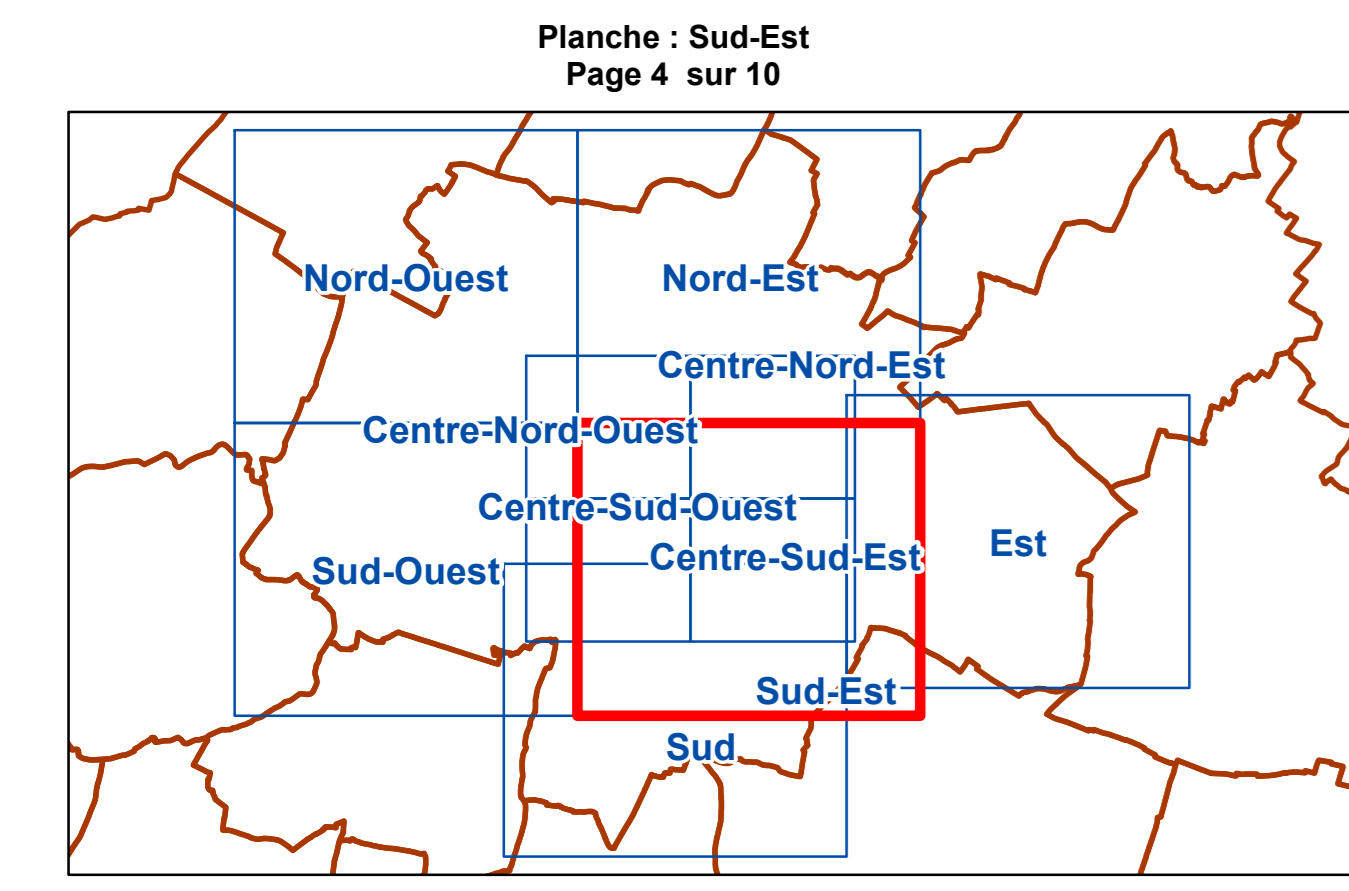 Planche : Sud-Est
Page 4 sur 10
Nord-Ouest
Nord-Est
Centre-Nord-Est
Centre-Nord-Ouest
Centre-Sud-Ouest
Centre-Sud-Est
Est
Sud-Ouest
Sud-Est
Sud